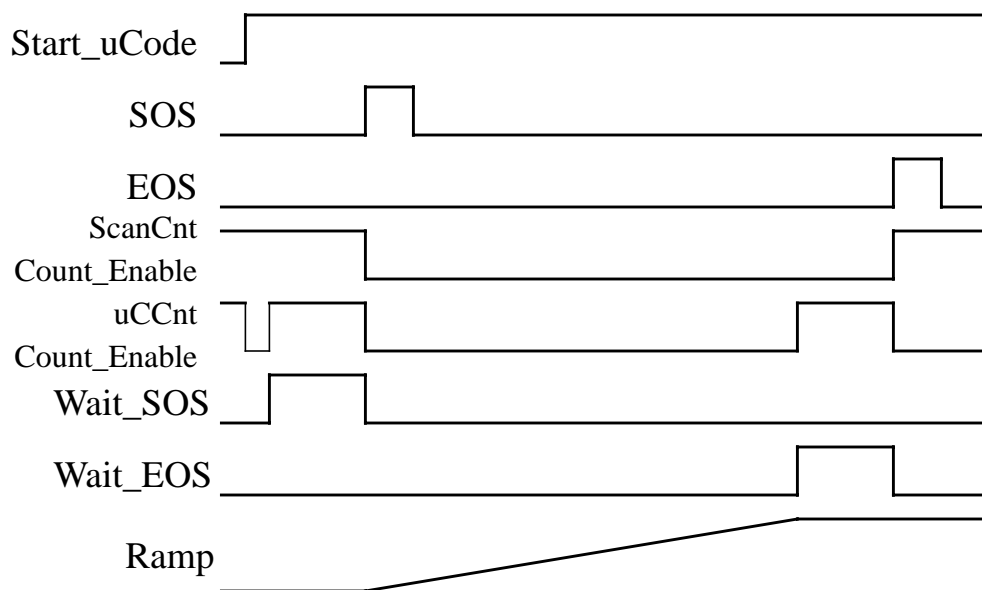 Start_uCode
SOS
EOS
ScanCnt
Count_Enable
uCCnt
Count_Enable
Wait_SOS
Wait_EOS
Ramp